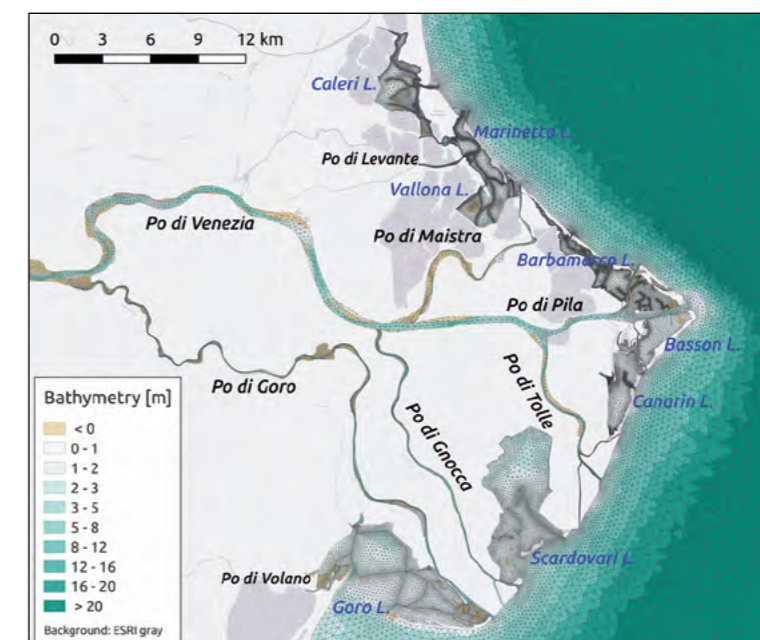 0 3 6 9 12 km
Caleri L.
Marinetta L.
Po di Levante
Vallona L.
Po di Venezia
Po di Maistra
Barbamarco L.
Po di Pila
Basson L.
Po di Goro
Po di Gnocca
Po di Tolle
Canarin L.
Scardovari L.
Po di Volano
Goro L.
Bathymetry [m]
< 0
0 - 1
1 - 2
2 - 3
3 - 5
5 - 8
8 - 12
12 - 16
16 - 20
> 20
Background: ESRI gray